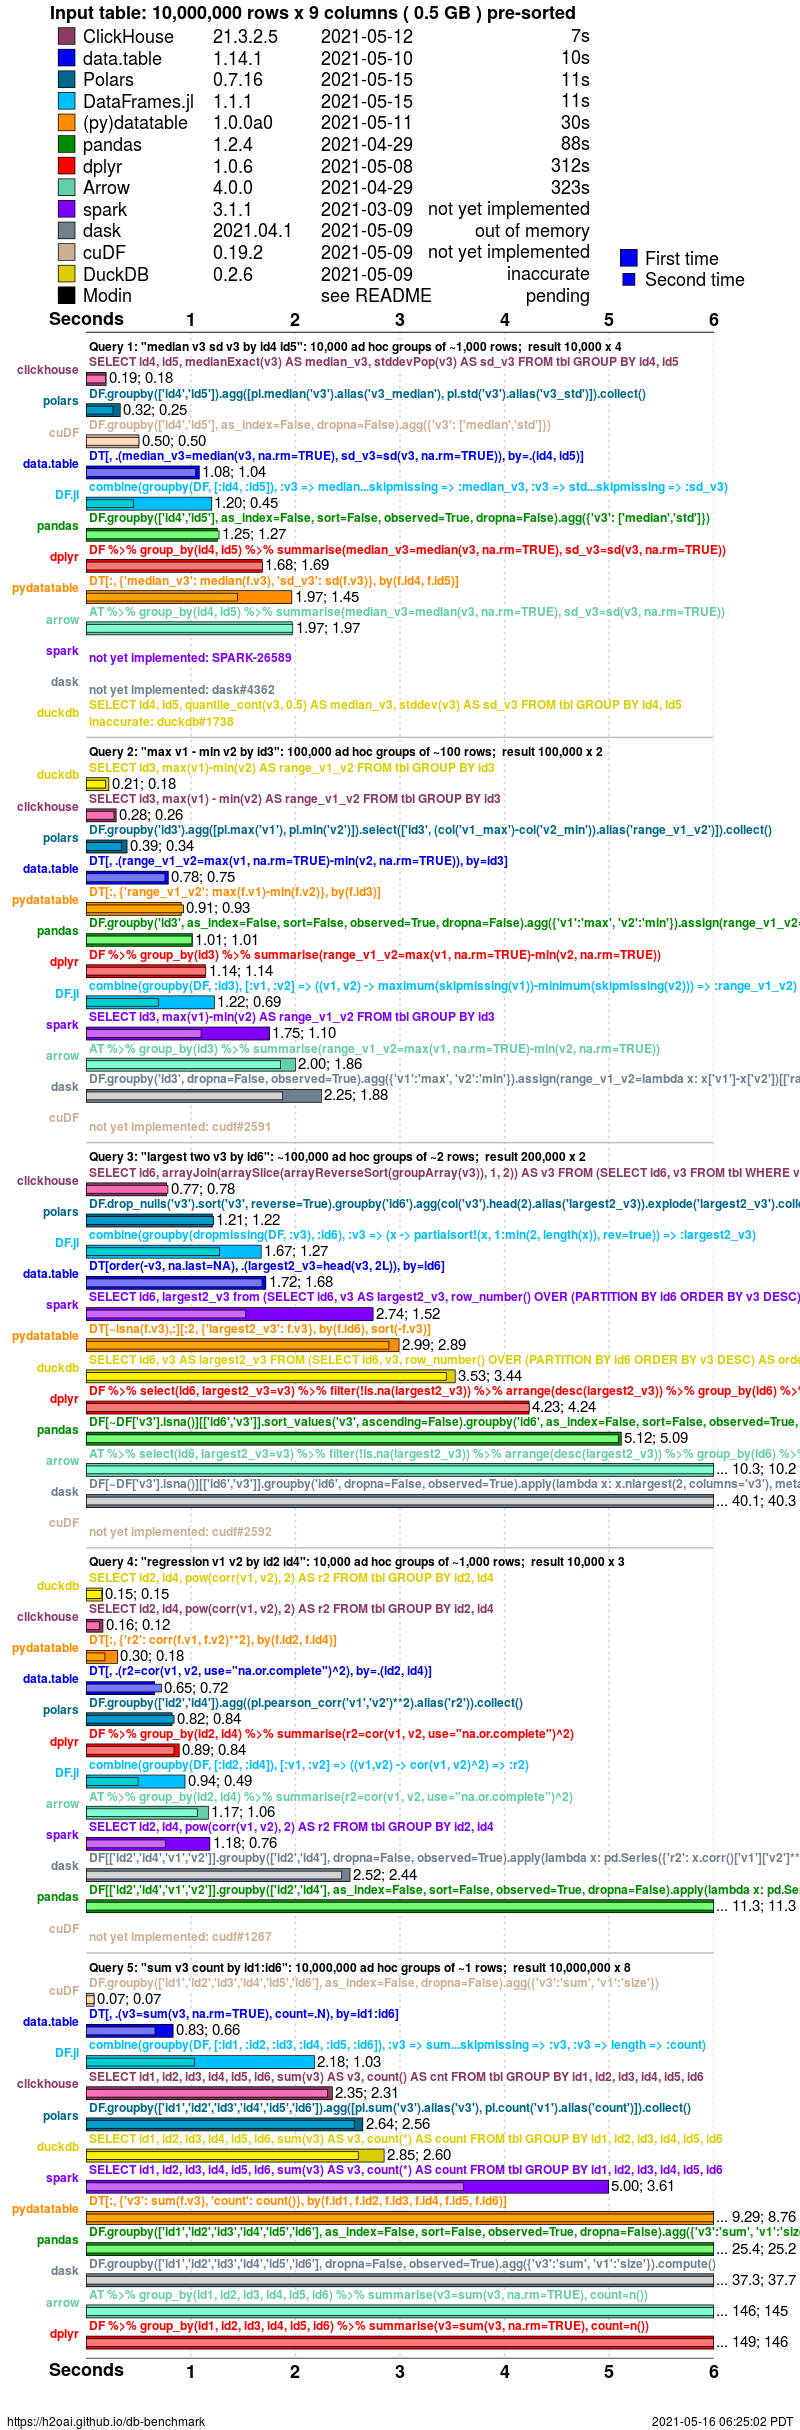 Input table: 10,000,000 rows x 9 columns ( 0.5 GB ) pre-sorted
ClickHouse 21.3.2.5 2021-05-12 7s
data.table 1.14.1 2021-05-10 10s
Polars 0.7.16 2021-05-15 11s
DataFrames.jl 1.1.1 2021-05-15 11s
(py)datatable 1.0.0a0 2021-05-11 30s
pandas 1.2.4 2021-04-29 88s
dplyr 1.0.6 2021-05-08 312s
Arrow 4.0.0 2021-04-29 323s
spark 3.1.1 2021-03-09 not yet implemented
dask 2021.04.1 2021-05-09 out of memory
cuDF 0.19.2 2021-05-09 not yet implemented
DuckDB 0.2.6 2021-05-09 inaccurate
Modin see README pending
First time
Second time
Seconds 1 2 3 4 5 6
Query 1: "median v3 sd v3 by id4 id5": 10,000 ad hoc groups of ~1,000 rows; result 10,000 x 4
clickhouse SELECT id4, id5, medianExact(v3) AS median_v3, stddevPop(v3) AS sd_v3 FROM tbl GROUP BY id4, id5
0.19; 0.18
polars DF.groupby(['id4','id5']).agg([pl.median('v3').alias('v3_median'), pl.std('v3').alias('v3_std')]).collect()
0.32; 0.25
cuDF DF.groupby(['id4','id5'], as_index=False, dropna=False).agg({'v3': ['median','std']})
0.50; 0.50
data.table DT[, .(median_v3=median(v3, na.rm=TRUE), sd_v3=sd(v3, na.rm=TRUE)), by=.(id4, id5)]
1.08; 1.04
DF.jl combine(groupby(DF, [:id4, :id5]), :v3 => median...skipmissing => :median_v3, :v3 => std...skipmissing => :sd_v3)
1.20; 0.45
pandas DF.groupby(['id4','id5'], as_index=False, sort=False, observed=True, dropna=False).agg({'v3': ['median','std']})
1.25; 1.27
dplyr DF %>% group_by(id4, id5) %>% summarise(median_v3=median(v3, na.rm=TRUE), sd_v3=sd(v3, na.rm=TRUE))
1.68; 1.69
pydatatable DT[:, {'median_v3': median(f.v3), 'sd_v3': sd(f.v3)}, by(f.id4, f.id5)]
1.97; 1.45
arrow AT %>% group_by(id4, id5) %>% summarise(median_v3=median(v3, na.rm=TRUE), sd_v3=sd(v3, na.rm=TRUE))
1.97; 1.97
spark
not yet implemented: SPARK-26589
dask
not yet implemented: dask#4362
duckdb SELECT id4, id5, quantile_cont(v3, 0.5) AS median_v3, stddev(v3) AS sd_v3 FROM tbl GROUP BY id4, id5
inaccurate: duckdb#1738
Query 2: "max v1 - min v2 by id3": 100,000 ad hoc groups of ~100 rows; result 100,000 x 2
duckdb SELECT id3, max(v1)-min(v2) AS range_v1_v2 FROM tbl GROUP BY id3
0.21; 0.18
clickhouse SELECT id3, max(v1) - min(v2) AS range_v1_v2 FROM tbl GROUP BY id3
0.28; 0.26
polars DF.groupby('id3').agg([pl.max('v1'), pl.min('v2')]).select(['id3', (col('v1_max')-col('v2_min')).alias('range_v1_v2')]).collect()
0.39; 0.34
data.table DT[, .(range_v1_v2=max(v1, na.rm=TRUE)-min(v2, na.rm=TRUE)), by=id3]
0.78; 0.75
pydatatable DT[:, {'range_v1_v2': max(f.v1)-min(f.v2)}, by(f.id3)]
0.91; 0.93
pandas DF.groupby('id3', as_index=False, sort=False, observed=True, dropna=False).agg({'v1':'max', 'v2':'min'}).assign(range_v1_v2=
1.01; 1.01
dplyr DF %>% group_by(id3) %>% summarise(range_v1_v2=max(v1, na.rm=TRUE)-min(v2, na.rm=TRUE))
1.14; 1.14
DF.jl combine(groupby(DF, :id3), [:v1, :v2] => ((v1, v2) -> maximum(skipmissing(v1))-minimum(skipmissing(v2))) => :range_v1_v2)
1.22; 0.69
spark SELECT id3, max(v1)-min(v2) AS range_v1_v2 FROM tbl GROUP BY id3
1.75; 1.10
arrow AT %>% group_by(id3) %>% summarise(range_v1_v2=max(v1, na.rm=TRUE)-min(v2, na.rm=TRUE))
2.00; 1.86
dask DF.groupby('id3', dropna=False, observed=True).agg({'v1':'max', 'v2':'min'}).assign(range_v1_v2=lambda x: x['v1']-x['v2'])[['ra
2.25; 1.88
cuDF
not yet implemented: cudf#2591
Query 3: "largest two v3 by id6": ~100,000 ad hoc groups of ~2 rows; result 200,000 x 2
clickhouse SELECT id6, arrayJoin(arraySlice(arrayReverseSort(groupArray(v3)), 1, 2)) AS v3 FROM (SELECT id6, v3 FROM tbl WHERE v
0.77; 0.78
polars DF.drop_nulls('v3').sort('v3', reverse=True).groupby('id6').agg(col('v3').head(2).alias('largest2_v3')).explode('largest2_v3').colle
1.21; 1.22
DF.jl combine(groupby(dropmissing(DF, :v3), :id6), :v3 => (x -> partialsort!(x, 1:min(2, length(x)), rev=true)) => :largest2_v3)
1.67; 1.27
data.table DT[order(-v3, na.last=NA), .(largest2_v3=head(v3, 2L)), by=id6]
1.72; 1.68
spark SELECT id6, largest2_v3 from (SELECT id6, v3 AS largest2_v3, row_number() OVER (PARTITION BY id6 ORDER BY v3 DESC)
2.74; 1.52
pydatatable DT[~isna(f.v3),:][:2, {'largest2_v3': f.v3}, by(f.id6), sort(-f.v3)]
2.99; 2.89
duckdb SELECT id6, v3 AS largest2_v3 FROM (SELECT id6, v3, row_number() OVER (PARTITION BY id6 ORDER BY v3 DESC) AS orde
3.53; 3.44
dplyr DF %>% select(id6, largest2_v3=v3) %>% filter(!is.na(largest2_v3)) %>% arrange(desc(largest2_v3)) %>% group_by(id6) %>%
4.23; 4.24
pandas DF[~DF['v3'].isna()][['id6','v3']].sort_values('v3', ascending=False).groupby('id6', as_index=False, sort=False, observed=True,
5.12; 5.09
arrow AT %>% select(id6, largest2_v3=v3) %>% filter(!is.na(largest2_v3)) %>% arrange(desc(largest2_v3)) %>% group_by(id6) %>%
... 10.3; 10.2
dask DF[~DF['v3'].isna()][['id6','v3']].groupby('id6', dropna=False, observed=True).apply(lambda x: x.nlargest(2, columns='v3'), meta
... 40.1; 40.3
cuDF
not yet implemented: cudf#2592
Query 4: "regression v1 v2 by id2 id4": 10,000 ad hoc groups of ~1,000 rows; result 10,000 x 3
duckdb SELECT id2, id4, pow(corr(v1, v2), 2) AS r2 FROM tbl GROUP BY id2, id4
0.15; 0.15
clickhouse SELECT id2, id4, pow(corr(v1, v2), 2) AS r2 FROM tbl GROUP BY id2, id4
0.16; 0.12
pydatatable DT[:, {'r2': corr(f.v1, f.v2)**2}, by(f.id2, f.id4)]
0.30; 0.18
data.table DT[, .(r2=cor(v1, v2, use="na.or.complete")^2), by=.(id2, id4)]
0.65; 0.72
polars DF.groupby(['id2','id4']).agg((pl.pearson_corr('v1','v2')**2).alias('r2')).collect()
0.82; 0.84
dplyr DF %>% group_by(id2, id4) %>% summarise(r2=cor(v1, v2, use="na.or.complete")^2)
0.89; 0.84
DF.jl combine(groupby(DF, [:id2, :id4]), [:v1, :v2] => ((v1,v2) -> cor(v1, v2)^2) => :r2)
0.94; 0.49
arrow AT %>% group_by(id2, id4) %>% summarise(r2=cor(v1, v2, use="na.or.complete")^2)
1.17; 1.06
spark SELECT id2, id4, pow(corr(v1, v2), 2) AS r2 FROM tbl GROUP BY id2, id4
1.18; 0.76
dask DF[['id2','id4','v1','v2']].groupby(['id2','id4'], dropna=False, observed=True).apply(lambda x: pd.Series({'r2': x.corr()['v1']['v2']**
2.52; 2.44
pandas DF[['id2','id4','v1','v2']].groupby(['id2','id4'], as_index=False, sort=False, observed=True, dropna=False).apply(lambda x: pd.Se
... 11.3; 11.3
cuDF
not yet implemented: cudf#1267
Query 5: "sum v3 count by id1:id6": 10,000,000 ad hoc groups of ~1 rows; result 10,000,000 x 8
cuDF DF.groupby(['id1','id2','id3','id4','id5','id6'], as_index=False, dropna=False).agg({'v3':'sum', 'v1':'size'})
0.07; 0.07
data.table DT[, .(v3=sum(v3, na.rm=TRUE), count=.N), by=id1:id6]
0.83; 0.66
DF.jl combine(groupby(DF, [:id1, :id2, :id3, :id4, :id5, :id6]), :v3 => sum...skipmissing => :v3, :v3 => length => :count)
2.18; 1.03
clickhouse SELECT id1, id2, id3, id4, id5, id6, sum(v3) AS v3, count() AS cnt FROM tbl GROUP BY id1, id2, id3, id4, id5, id6
2.35; 2.31
polars DF.groupby(['id1','id2','id3','id4','id5','id6']).agg([pl.sum('v3').alias('v3'), pl.count('v1').alias('count')]).collect()
2.64; 2.56
duckdb SELECT id1, id2, id3, id4, id5, id6, sum(v3) AS v3, count(*) AS count FROM tbl GROUP BY id1, id2, id3, id4, id5, id6
2.85; 2.60
spark SELECT id1, id2, id3, id4, id5, id6, sum(v3) AS v3, count(*) AS count FROM tbl GROUP BY id1, id2, id3, id4, id5, id6
5.00; 3.61
pydatatable DT[:, {'v3': sum(f.v3), 'count': count()}, by(f.id1, f.id2, f.id3, f.id4, f.id5, f.id6)]
... 9.29; 8.76
pandas DF.groupby(['id1','id2','id3','id4','id5','id6'], as_index=False, sort=False, observed=True, dropna=False).agg({'v3':'sum', 'v1':'size
... 25.4; 25.2
dask DF.groupby(['id1','id2','id3','id4','id5','id6'], dropna=False, observed=True).agg({'v3':'sum', 'v1':'size'}).compute()
... 37.3; 37.7
arrow AT %>% group_by(id1, id2, id3, id4, id5, id6) %>% summarise(v3=sum(v3, na.rm=TRUE), count=n())
... 146; 145
dplyr DF %>% group_by(id1, id2, id3, id4, id5, id6) %>% summarise(v3=sum(v3, na.rm=TRUE), count=n())
... 149; 146
Seconds 1 2 3 4 5 6
https://h2oai.github.io/db-benchmark 2021-05-16 06:25:02 PDT